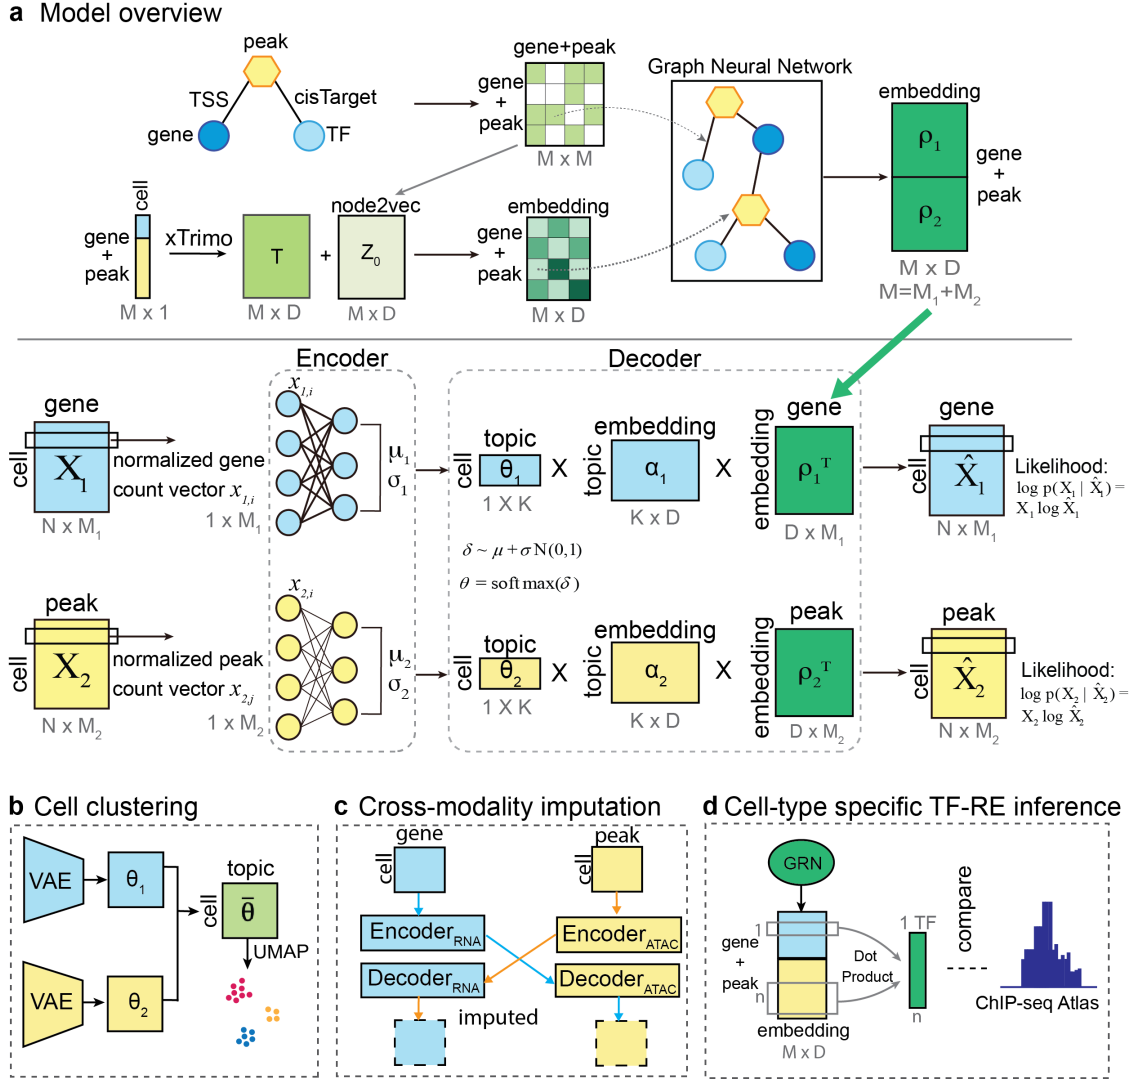 a Model overview
peak
TSS
cisTarget
gene
TF
gene+peak
gene
+
peak
M x M
Graph Neural Network
embedding
ρ1
ρ2
gene
+
peak
M x D
M=M1+M2
cell
gene
+
peak
M x 1
xTrimo
T
M x D
+
node2vec
Z0
M x D
embedding
gene
+
peak
M x D
Encoder
Decoder
gene
cell
X1
N x M1
normalized gene
count vector x1,i
1 x M1
x1,i
μ1
σ1
topic
cell
θ1
1 X K
X
embedding
topic
α1
K x D
X
gene
embedding
ρ1T
D x M1
gene
cell
X̂1
N x M1
Likelihood:
log p(X1 | X̂1) =
X1 log X̂1
δ ~ μ + σ N(0,1)
θ = soft max(δ)
peak
cell
X2
N x M2
normalized peak
count vector x2,j
1 x M2
x2,i
μ2
σ2
topic
cell
θ2
1 X K
X
embedding
topic
α2
K x D
X
peak
embedding
ρ2T
D x M2
peak
cell
X̂2
N x M2
Likelihood:
log p(X2 | X̂2) =
X2 log X̂2
b Cell clustering
VAE
θ1
VAE
θ2
topic
cell
θ̄
UMAP
c Cross-modality imputation
gene
cell
peak
cell
EncoderRNA
EncoderATAC
DecoderRNA
DecoderATAC
imputed
d Cell-type specific TF-RE inference
GRN
1
gene
+
peak
n
embedding
M x D
Dot
Product
1 TF
n
compare
ChIP-seq Atlas